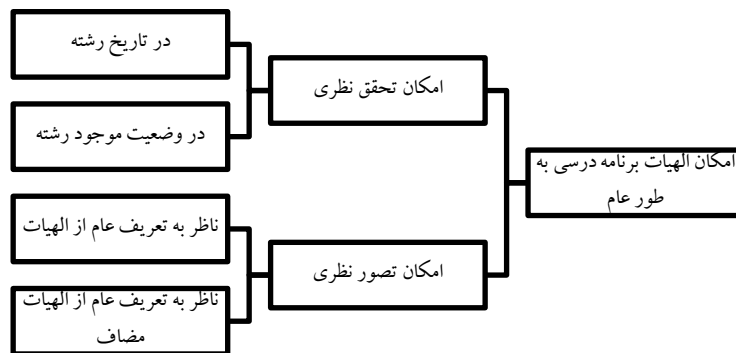 امکان الهیات برنامه درسی به
طور عام
امکان تحقق نظری
در تاریخ رشته
در وضعیت موجود رشته
امکان تصور نظری
ناظر به تعریف عام از الهیات
ناظر به تعریف عام از الهیات
مضاف